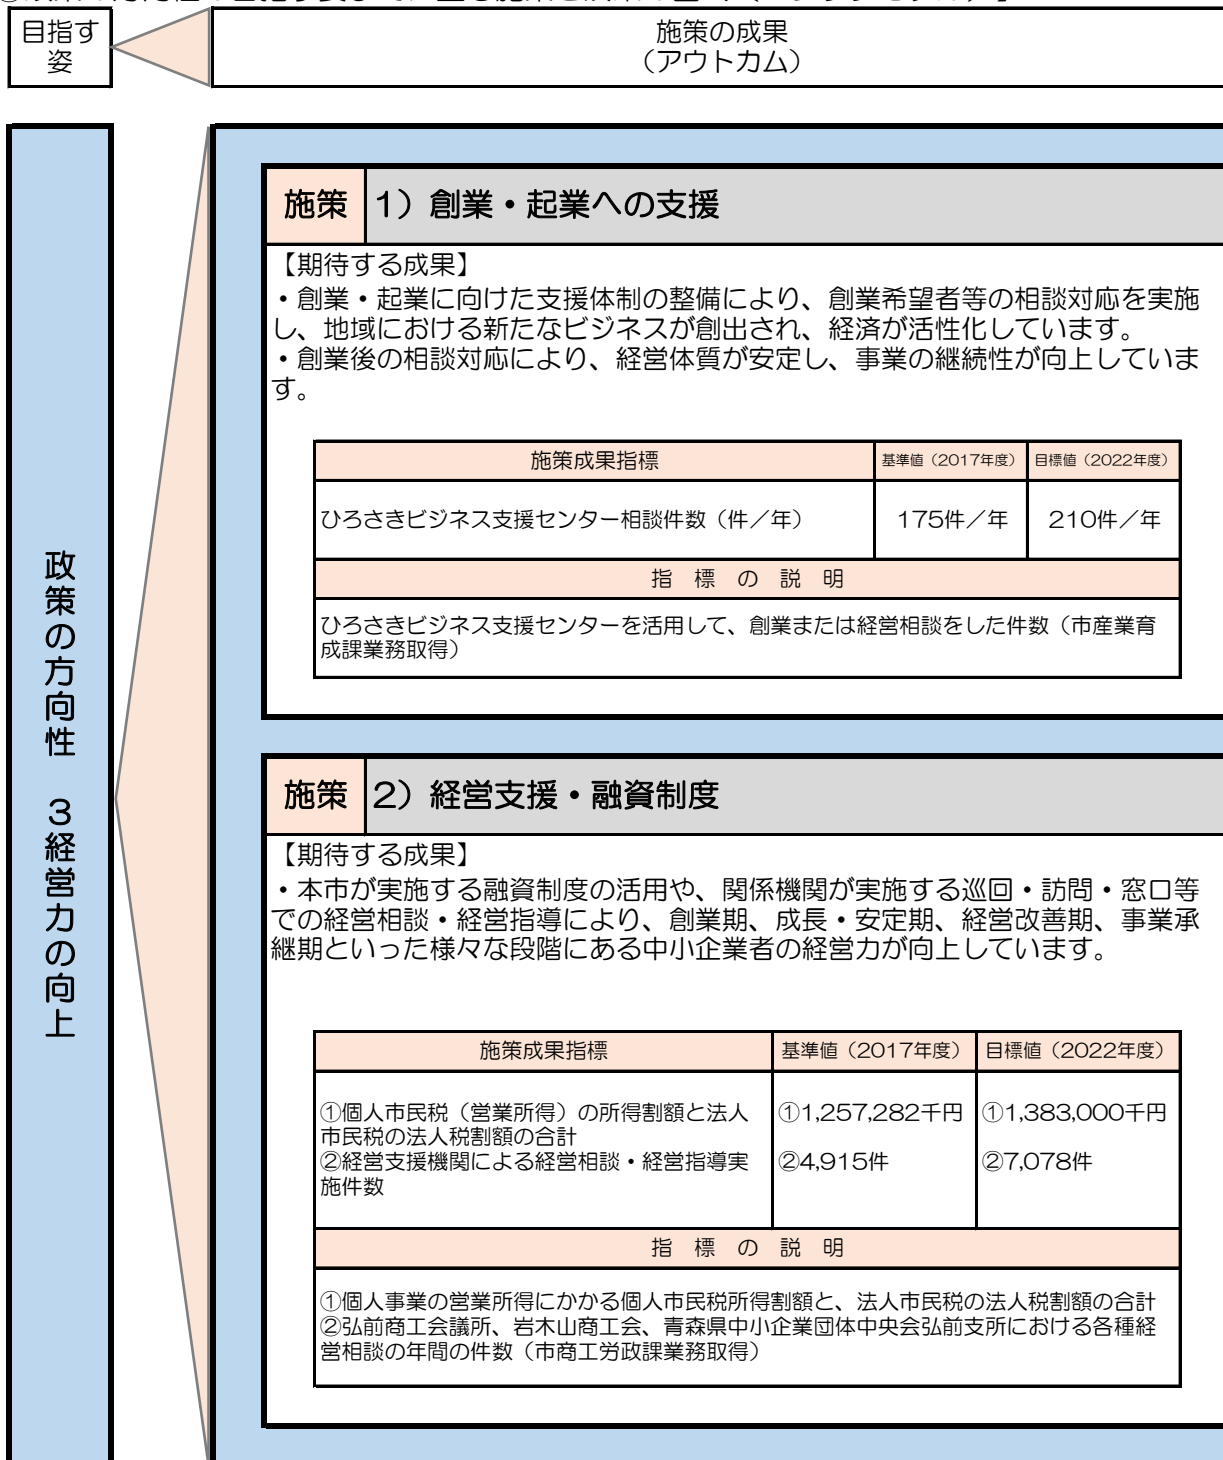 目指す
姿
施策の成果
（アウトカム）
政策の方向性　３経営力の向上
施策
１）創業・起業への支援
【期待する成果】
・創業・起業に向けた支援体制の整備により、創業希望者等の相談対応を実施
し、地域における新たなビジネスが創出され、経済が活性化しています。
・創業後の相談対応により、経営体質が安定し、事業の継続性が向上していま
す。
施策成果指標
基準値（2017年度）
目標値（2022年度）
ひろさきビジネス支援センター相談件数（件／年）
175件／年
210件／年
指　標　の　説　明
ひろさきビジネス支援センターを活用して、創業または経営相談をした件数（市産業育
成課業務取得）
施策
２）経営支援・融資制度
【期待する成果】
・本市が実施する融資制度の活用や、関係機関が実施する巡回・訪問・窓口等
での経営相談・経営指導により、創業期、成長・安定期、経営改善期、事業承
継期といった様々な段階にある中小企業者の経営力が向上しています。
施策成果指標
基準値（2017年度）
目標値（2022年度）
①個人市民税（営業所得）の所得割額と法人
市民税の法人税割額の合計
②経営支援機関による経営相談・経営指導実
施件数
①1,257,282千円
②4,915件
①1,383,000千円
②7,078件
指　標　の　説　明
①個人事業の営業所得にかかる個人市民税所得割額と、法人市民税の法人税割額の合計
②弘前商工会議所、岩木山商工会、青森県中小企業団体中央会弘前支所における各種経
営相談の年間の件数（市商工労政課業務取得）